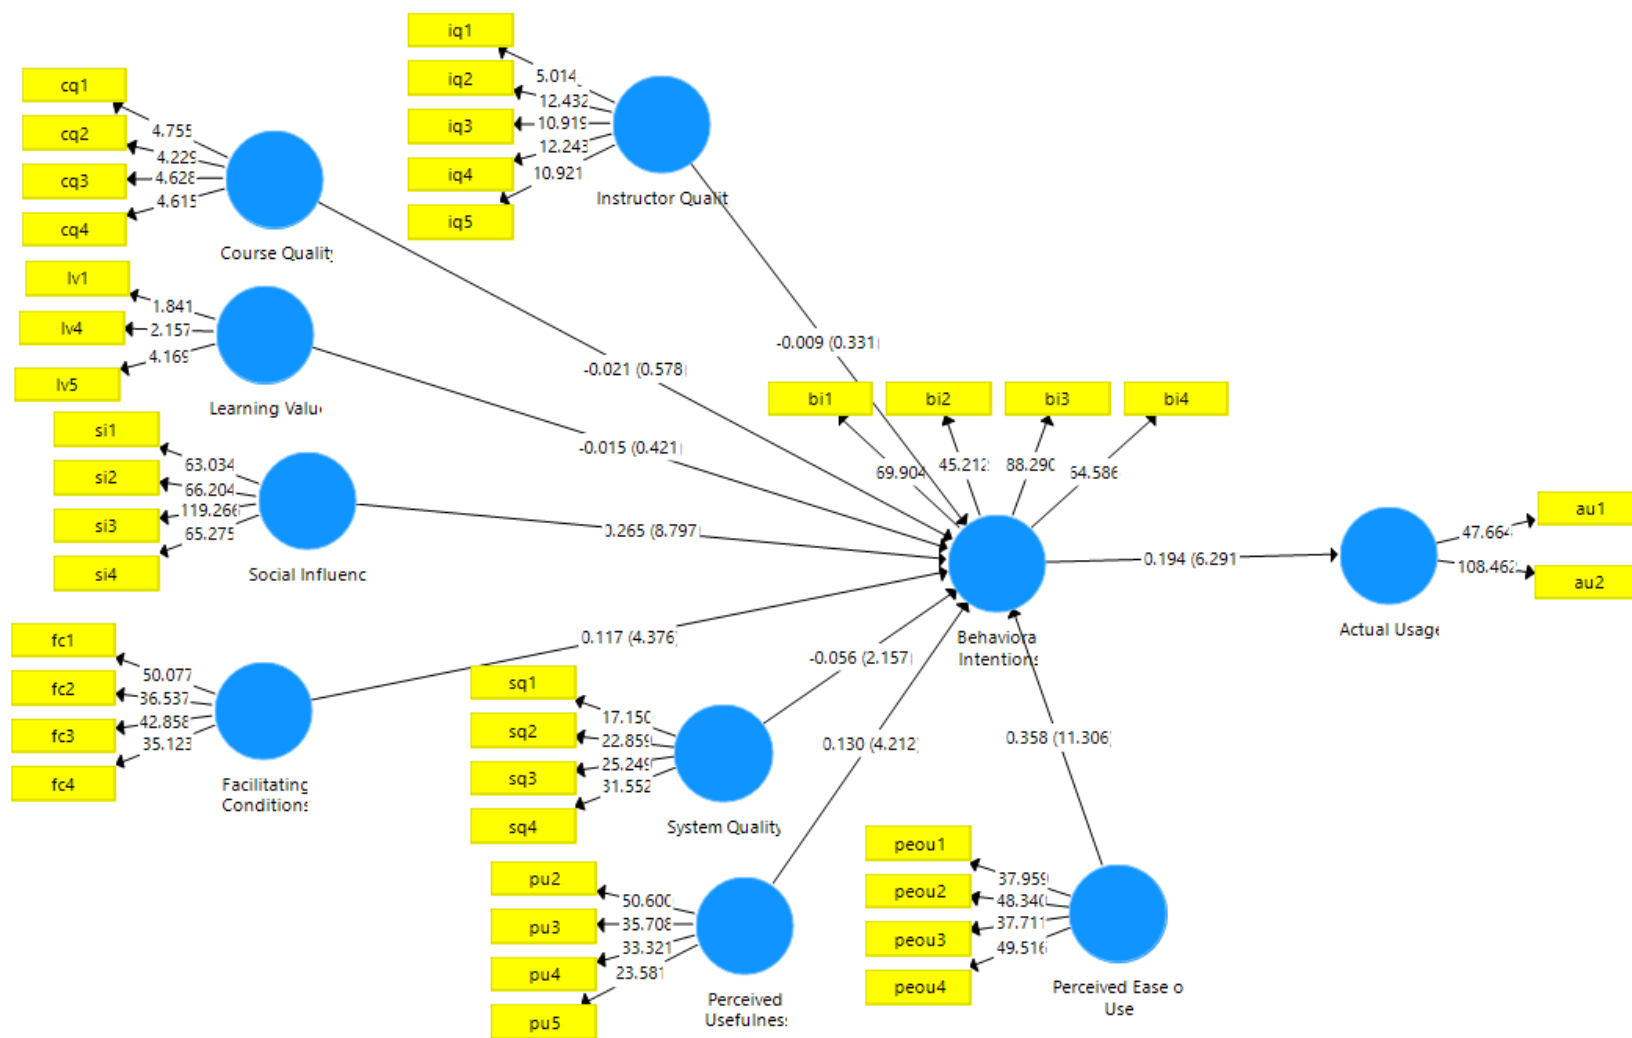 iq1
iq2
iq3
iq4
iq5
5.014
12.432
10.919
12.243
10.921
Instructor Qualit
cq1
cq2
cq3
cq4
4.755
4.229
4.628
4.615
Course Quality
lv1
lv4
lv5
1.841
2.157
4.169
Learning Valu
si1
si2
si3
si4
63.034
66.204
119.266
65.275
Social Influenc
fc1
fc2
fc3
fc4
50.077
36.537
42.858
35.123
Facilitating
Conditions
-0.009 (0.331)
-0.021 (0.578)
-0.015 (0.421)
0.265 (8.797)
0.117 (4.376)
-0.056 (2.157)
0.130 (4.212)
0.358 (11.306)
0.194 (6.291
bi1
bi2
bi3
bi4
69.904
45.212
88.290
54.586
Behaviora
Intentions
au1
au2
47.664
108.462
Actual Usage
sq1
sq2
sq3
sq4
17.150
22.859
25.249
31.552
System Quality
pu2
pu3
pu4
pu5
50.600
35.708
33.321
23.581
Perceived
Usefulness
peou1
peou2
peou3
peou4
37.959
48.340
37.711
49.516
Perceived Ease o
Use